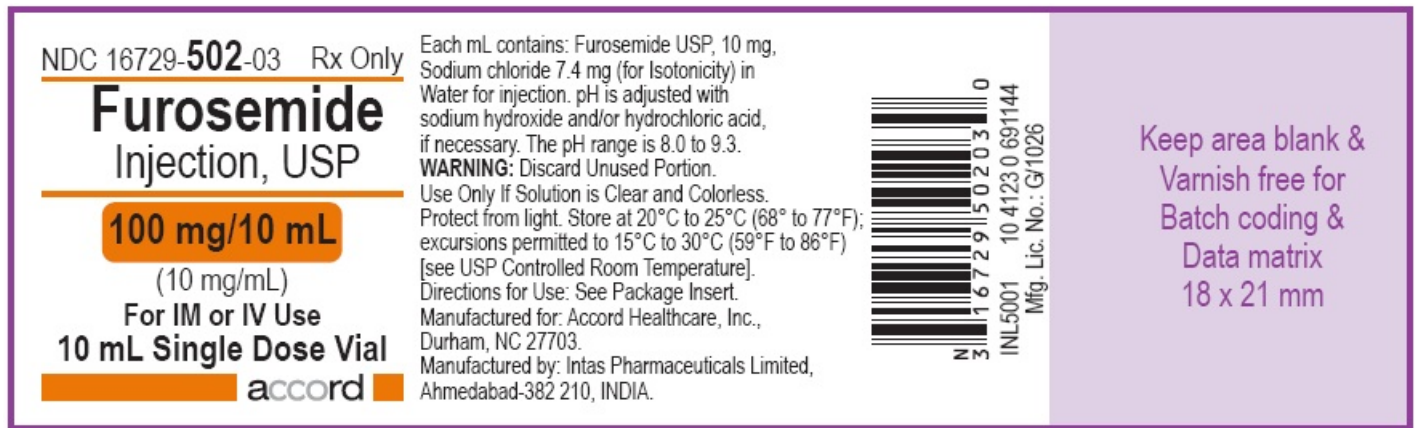 NDC 16729-502-03 Rx Only
Furosemide
Injection, USP
100 mg/10 mL
(10 mg/mL)
For IM or IV Use
10 mL Single Dose Vial
accord
Each mL contains: Furosemide USP, 10 mg,
Sodium chloride 7.4 mg (for Isotonicity) in
Water for injection. pH is adjusted with
sodium hydroxide and/or hydrochloric acid,
if necessary. The pH range is 8.0 to 9.3.
WARNING: Discard Unused Portion.
Use Only If Solution is Clear and Colorless.
Protect from light. Store at 20°C to 25°C (68° to 77°F);
excursions permitted to 15°C to 30°C (59°F to 86°F)
[see USP Controlled Room Temperature].
Directions for Use: See Package Insert.
Manufactured for: Accord Healthcare, Inc.,
Durham, NC 27703.
Manufactured by: Intas Pharmaceuticals Limited,
Ahmedabad-382 210, INDIA.
N
3 16729 50203 0
INL5001 10 4123 0 691144
Mfg. Lic. No.: G/1026
Keep area blank &
Varnish free for
Batch coding &
Data matrix
18 x 21 mm